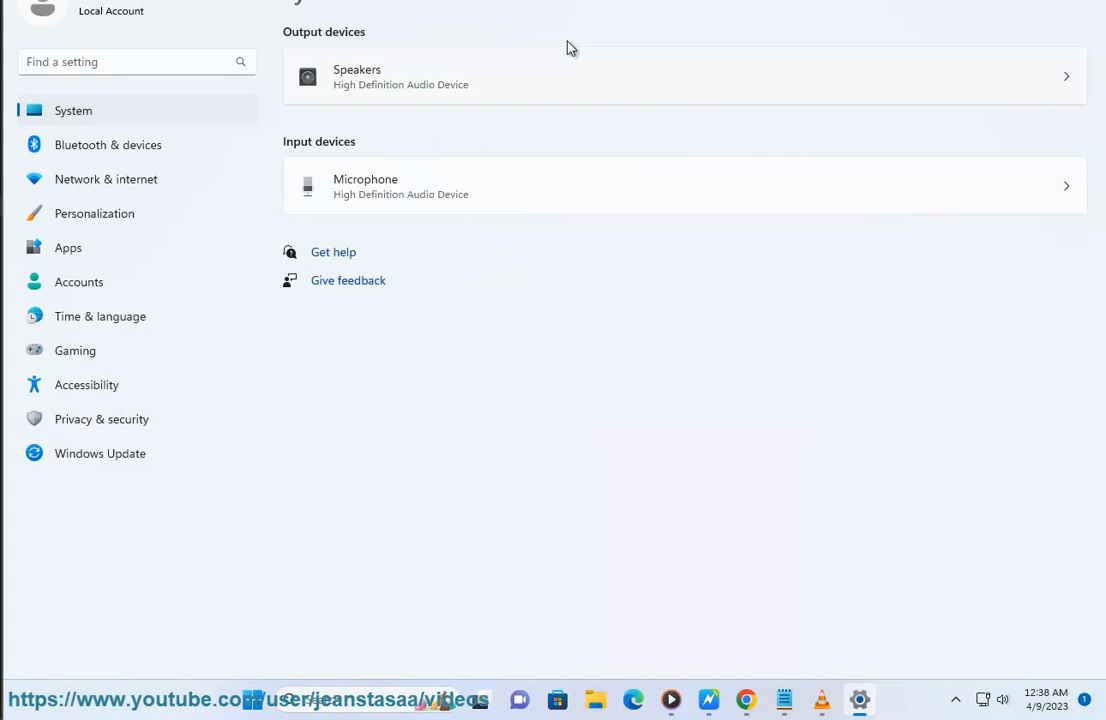 Local Account
Find a setting
System
Bluetooth & devices
Network & internet
Personalization
Apps
Accounts
Time & language
Gaming
Accessibility
Privacy & security
Windows Update
Output devices
Speakers
High Definition Audio Device
Input devices
Microphone
High Definition Audio Device
Get help
Give feedback
https://www.youtube.com/user/jeanstasaa/videos
12:38 AM
4/9/2023
1